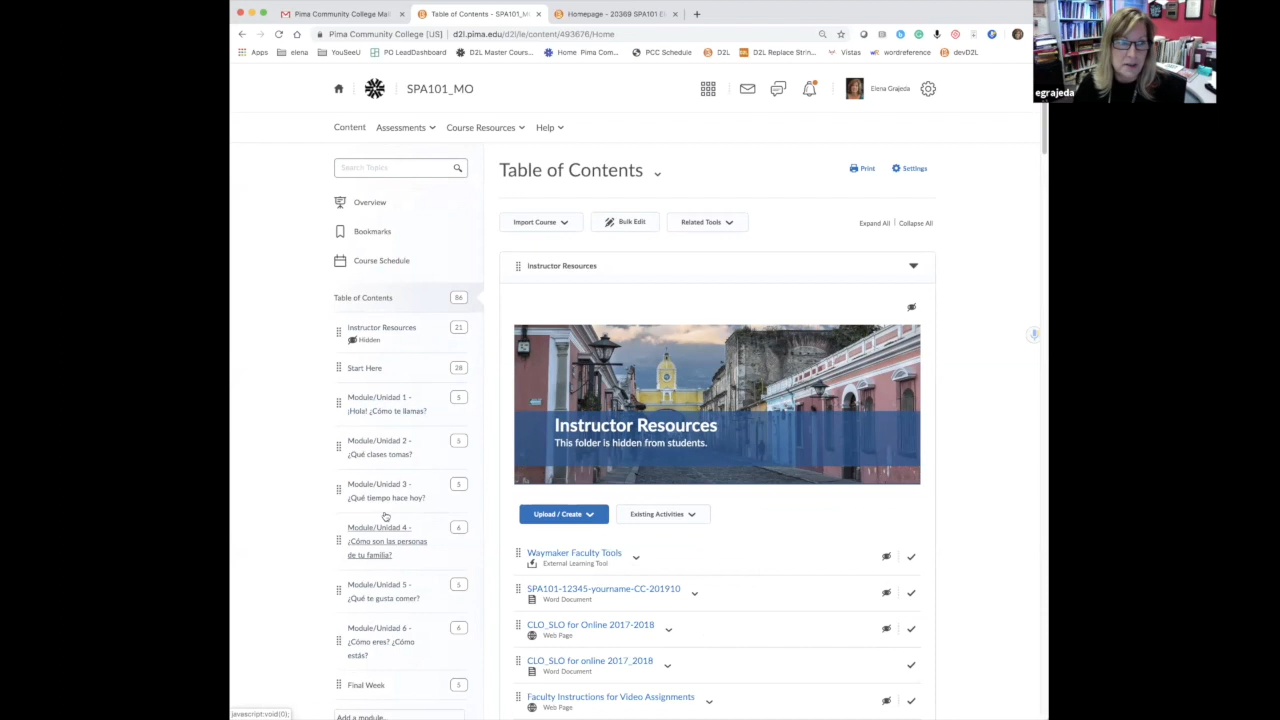 Pima Community College Mai
Table of Contents - SPA101_M
Homepage - 20369 SPA101 E
Pima Community College [US] | d2l.pima.edu/d2l/le/content/493676/Home
Apps
elena
YouSeeU
PO LeadDashboard
D2L Master Cours...
Home Pima Com...
PCC Schedule
D2L
D2L Replace Strin...
Vistas
wordreference
devD2L
egrajeda
SPA101_MO
Elena Grajeda
Content
Assessments
Course Resources
Help
Search Topics
Overview
Bookmarks
Course Schedule
Table of Contents
86
Instructor Resources
21
Hidden
Start Here
28
Module/Unidad 1 -
5
¡Hola! ¿Cómo te llamas?
Module/Unidad 2 -
5
¿Qué clases tomas?
Module/Unidad 3 -
5
¿Qué tiempo hace hoy?
Module/Unidad 4 -
6
¿Cómo son las personas
de tu familia?
Module/Unidad 5 -
5
¿Qué te gusta comer?
Module/Unidad 6 -
6
¿Cómo eres? ¿Cómo
estás?
Final Week
5
Add a module...
javascript:void(0);
Table of Contents
Print
Settings
Import Course
Bulk Edit
Related Tools
Expand All | Collapse All
Instructor Resources
Instructor Resources
This folder is hidden from students.
Upload / Create
Existing Activities
Waymaker Faculty Tools
External Learning Tool
SPA101-12345-yourname-CC-201910
Word Document
CLO_SLO for Online 2017-2018
Web Page
CLO_SLO for online 2017_2018
Word Document
Faculty Instructions for Video Assignments
Web Page